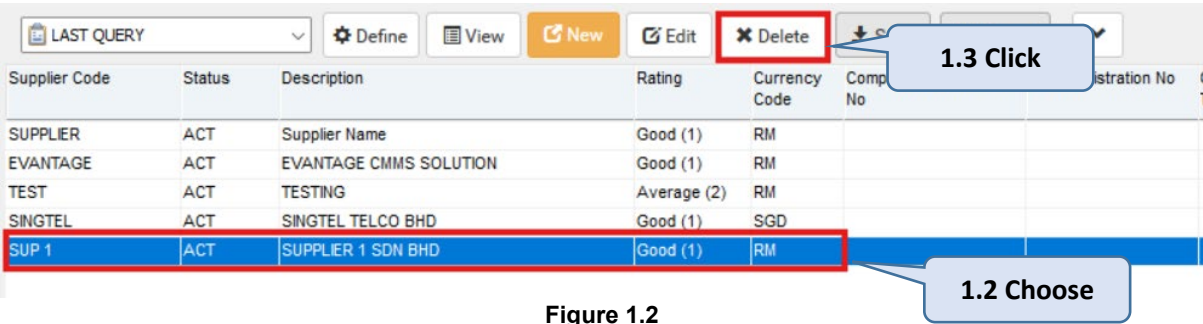 LAST QUERY Define View New Edit Delete
1.3 Click
Supplier Code Status Description Rating Currency Code Comp No istration No
SUPPLIER ACT Supplier Name Good (1) RM
EVANTAGE ACT EVANTAGE CMMS SOLUTION Good (1) RM
TEST ACT TESTING Average (2) RM
SINGTEL ACT SINGTEL TELCO BHD Good (1) SGD
SUP 1 ACT SUPPLIER 1 SDN BHD Good (1) RM
1.2 Choose
Figure 1.2